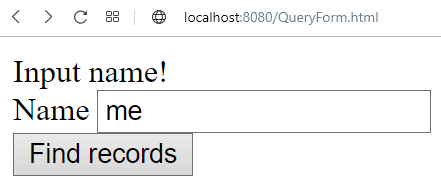 localhost:8080/QueryForm.html
Input name!
Name me
Find records